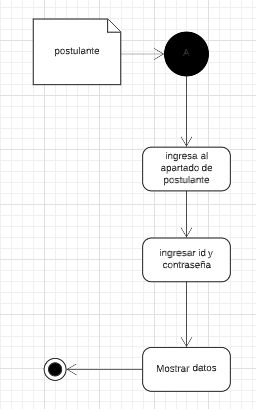 postulante
A
ingresa al
apartado de
postulante
ingresar id y
contraseña
Mostrar datos